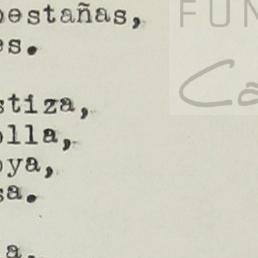 pestañas,
es.
FUN
Ca
stiza,
olla,
oya,
sa.
a.